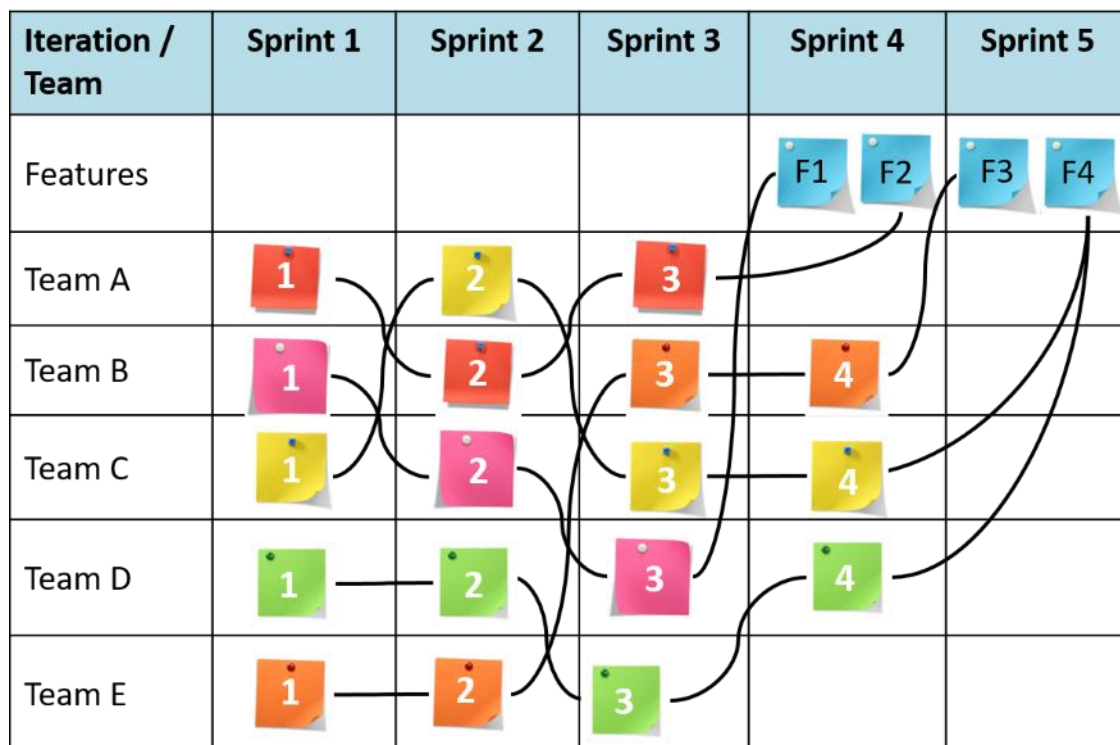 Iteration / Sprint 1 Sprint 2 Sprint 3 Sprint 4 Sprint 5
Team
Features F1 F2 F3 F4
Team A 1 2 3
Team B 1 2 3 4
Team C 1 2 3 4
Team D 1 2 3 4
Team E 1 2 3